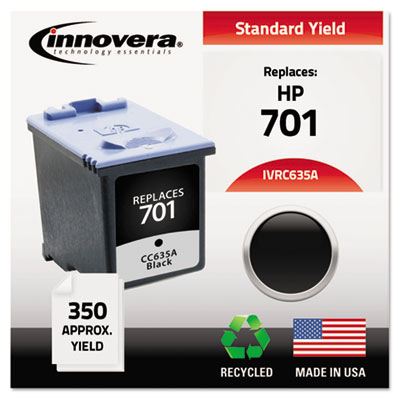 innovera®
technology essentials
Standard Yield
Replaces:
HP
701
IVRC635A
REPLACES
701
CC635A
Black
350
APPROX.
YIELD
RECYCLED
MADE IN USA